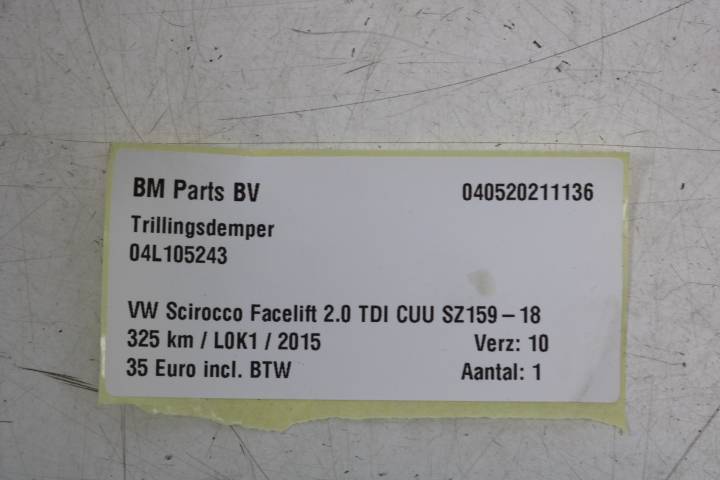 BM Parts BV 040520211136
Trillingsdemper
04L105243
VW Scirocco Facelift 2.0 TDI CUU SZ159-18
325 km / L0K1 / 2015 Verz: 10
35 Euro incl. BTW Aantal: 1